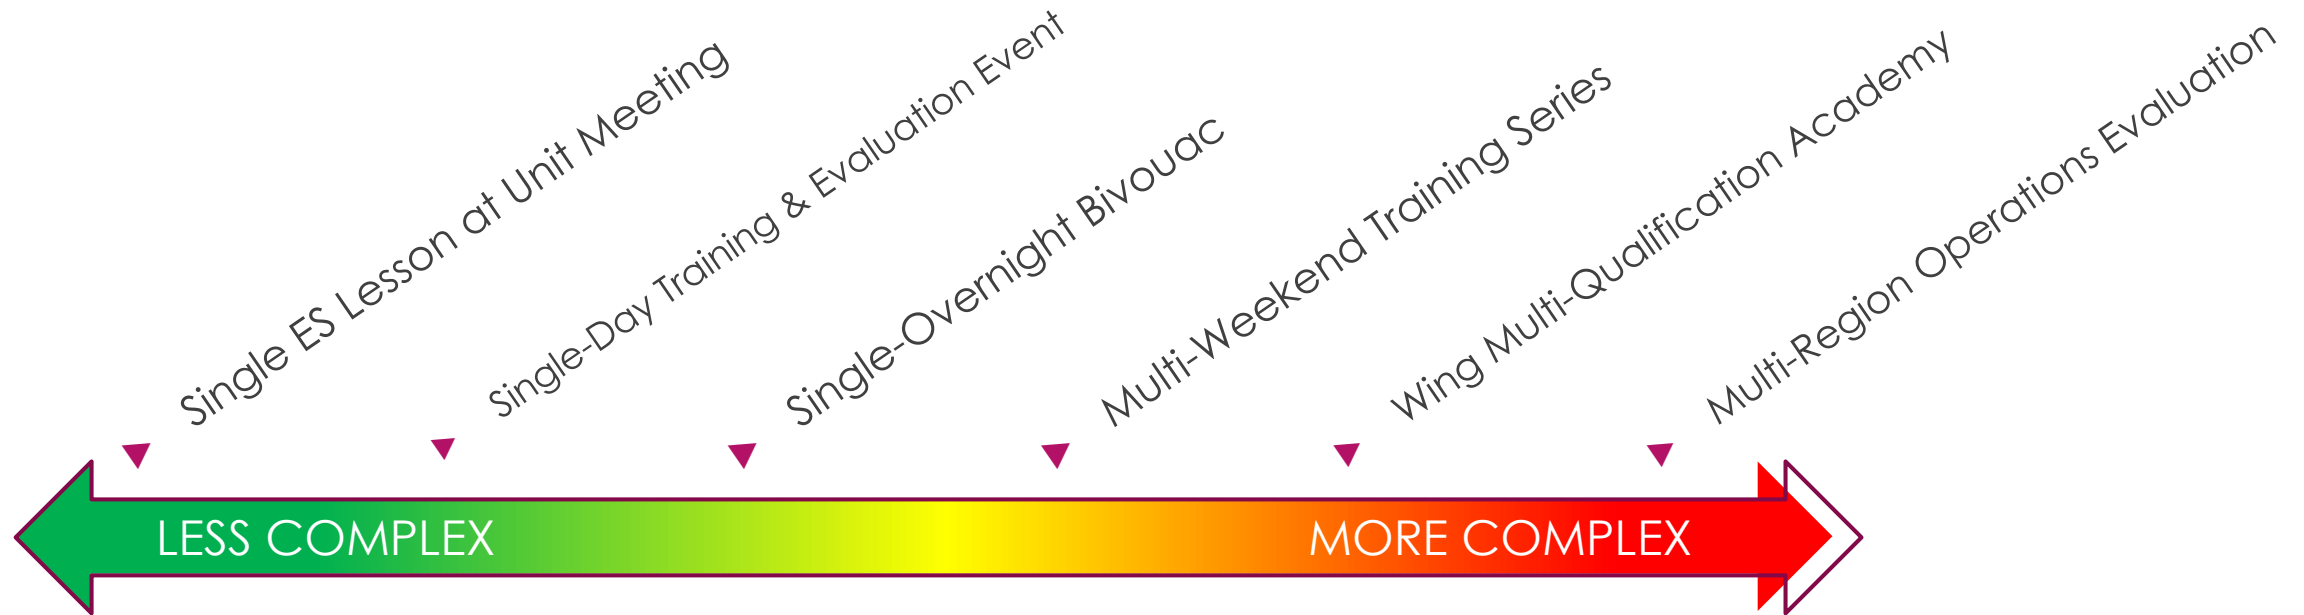 Single ES Lesson at Unit Meeting
Single-Day Training & Evaluation Event
Single-Overnight Bivouac
Multi-Weekend Training Series
Wing Multi-Qualification Academy
Multi-Region Operations Evaluation
LESS COMPLEX
MORE COMPLEX